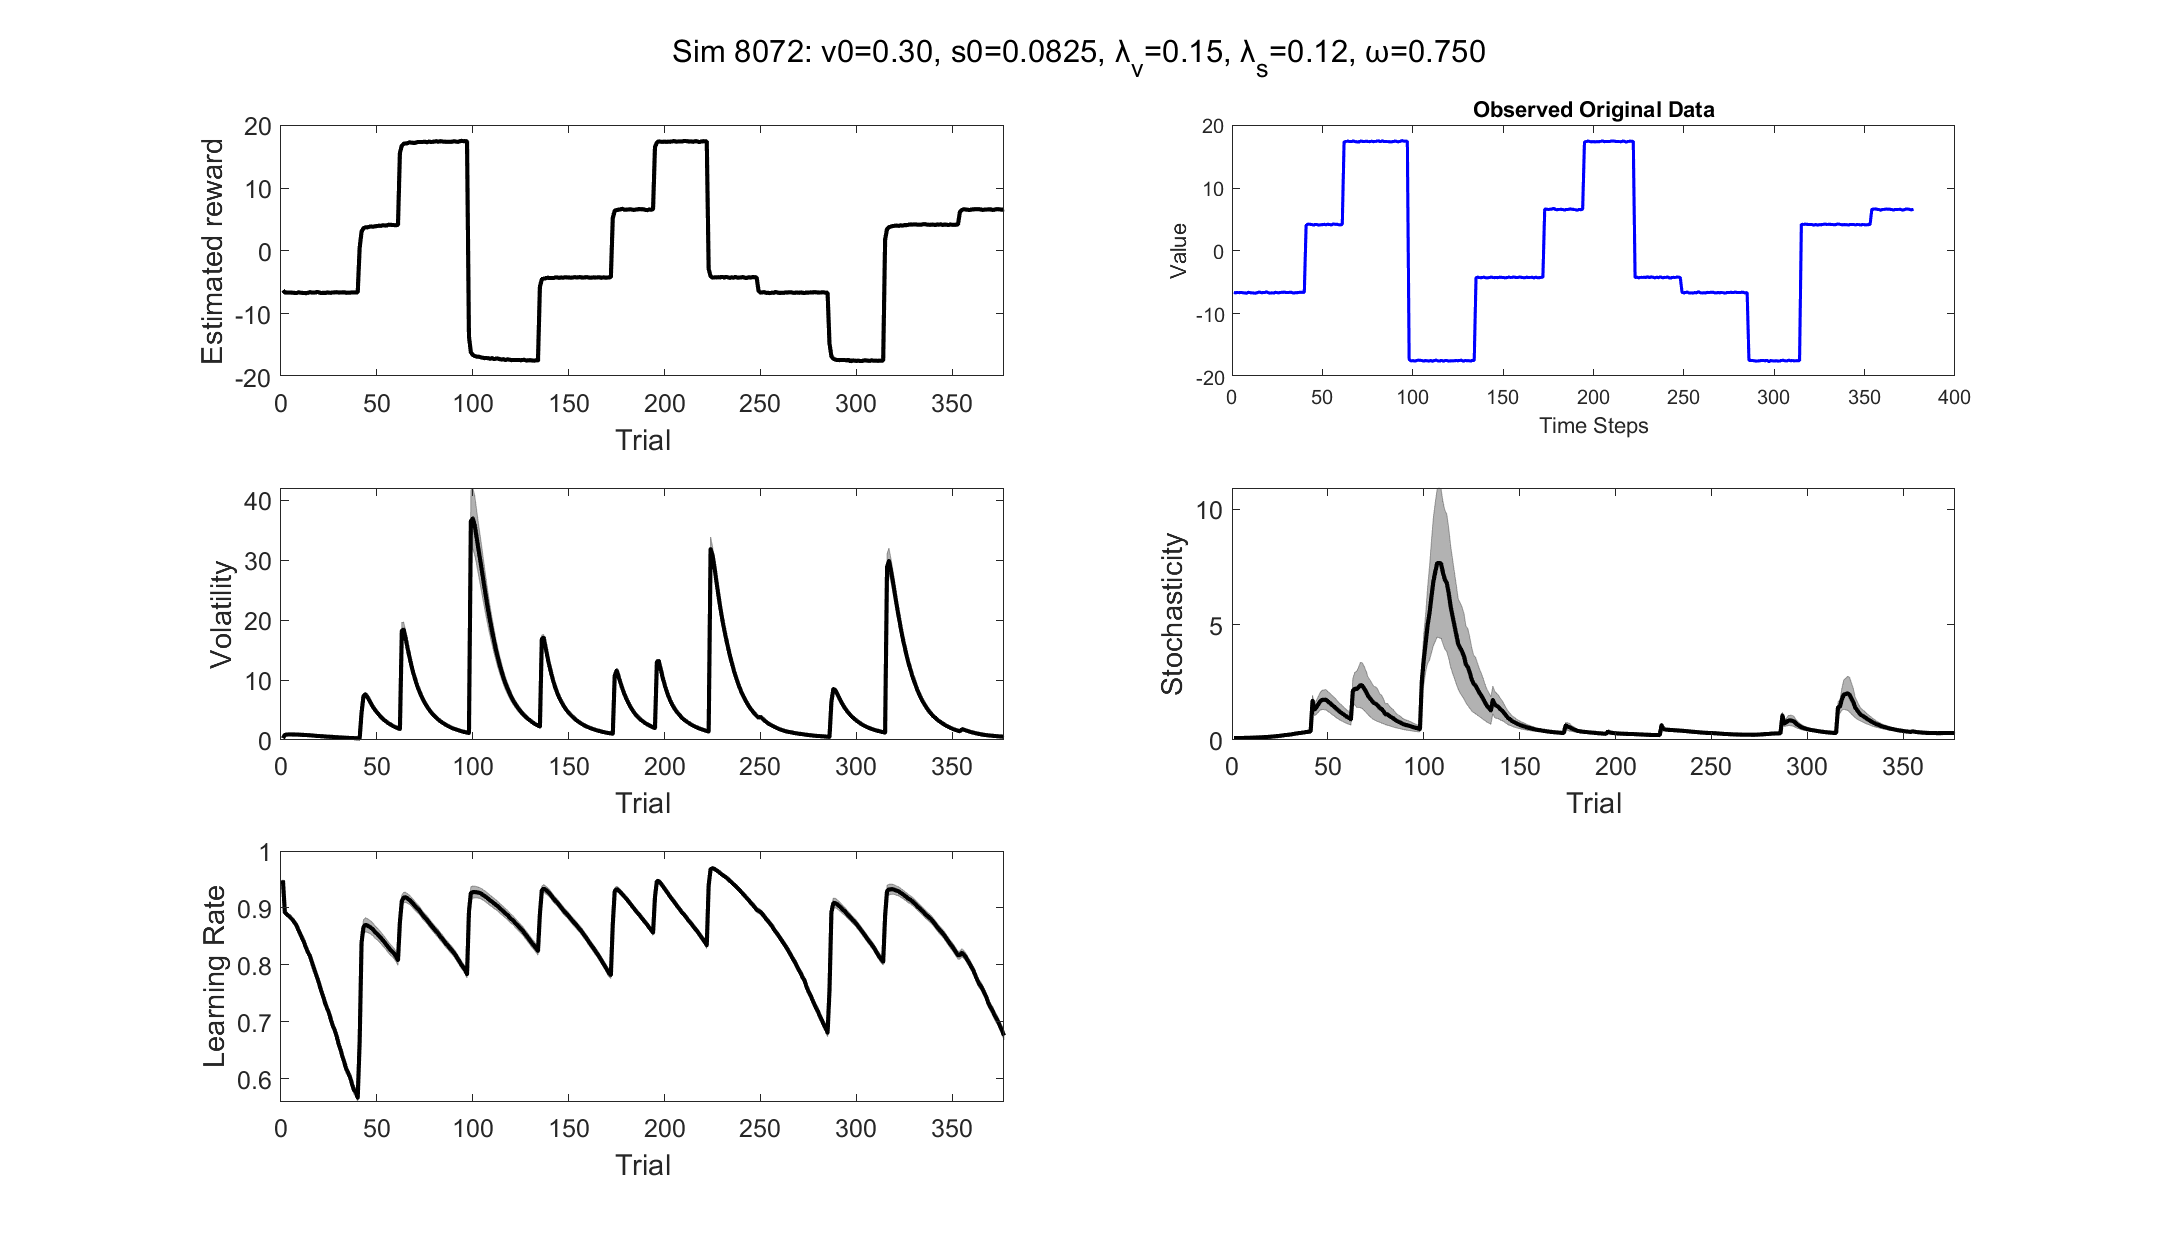 Sim 8072: v0=0.30, s0=0.0825, λ_v=0.15, λ_s=0.12, ω=0.750
Estimated reward
20
10
0
-10
-20
0 50 100 150 200 250 300 350
Trial
Observed Original Data
Value
20
10
0
-10
-20
0 50 100 150 200 250 300 350 400
Time Steps
Volatility
40
30
20
10
0
0 50 100 150 200 250 300 350
Trial
Stochasticity
10
5
0
0 50 100 150 200 250 300 350
Trial
Learning Rate
1
0.9
0.8
0.7
0.6
0 50 100 150 200 250 300 350
Trial